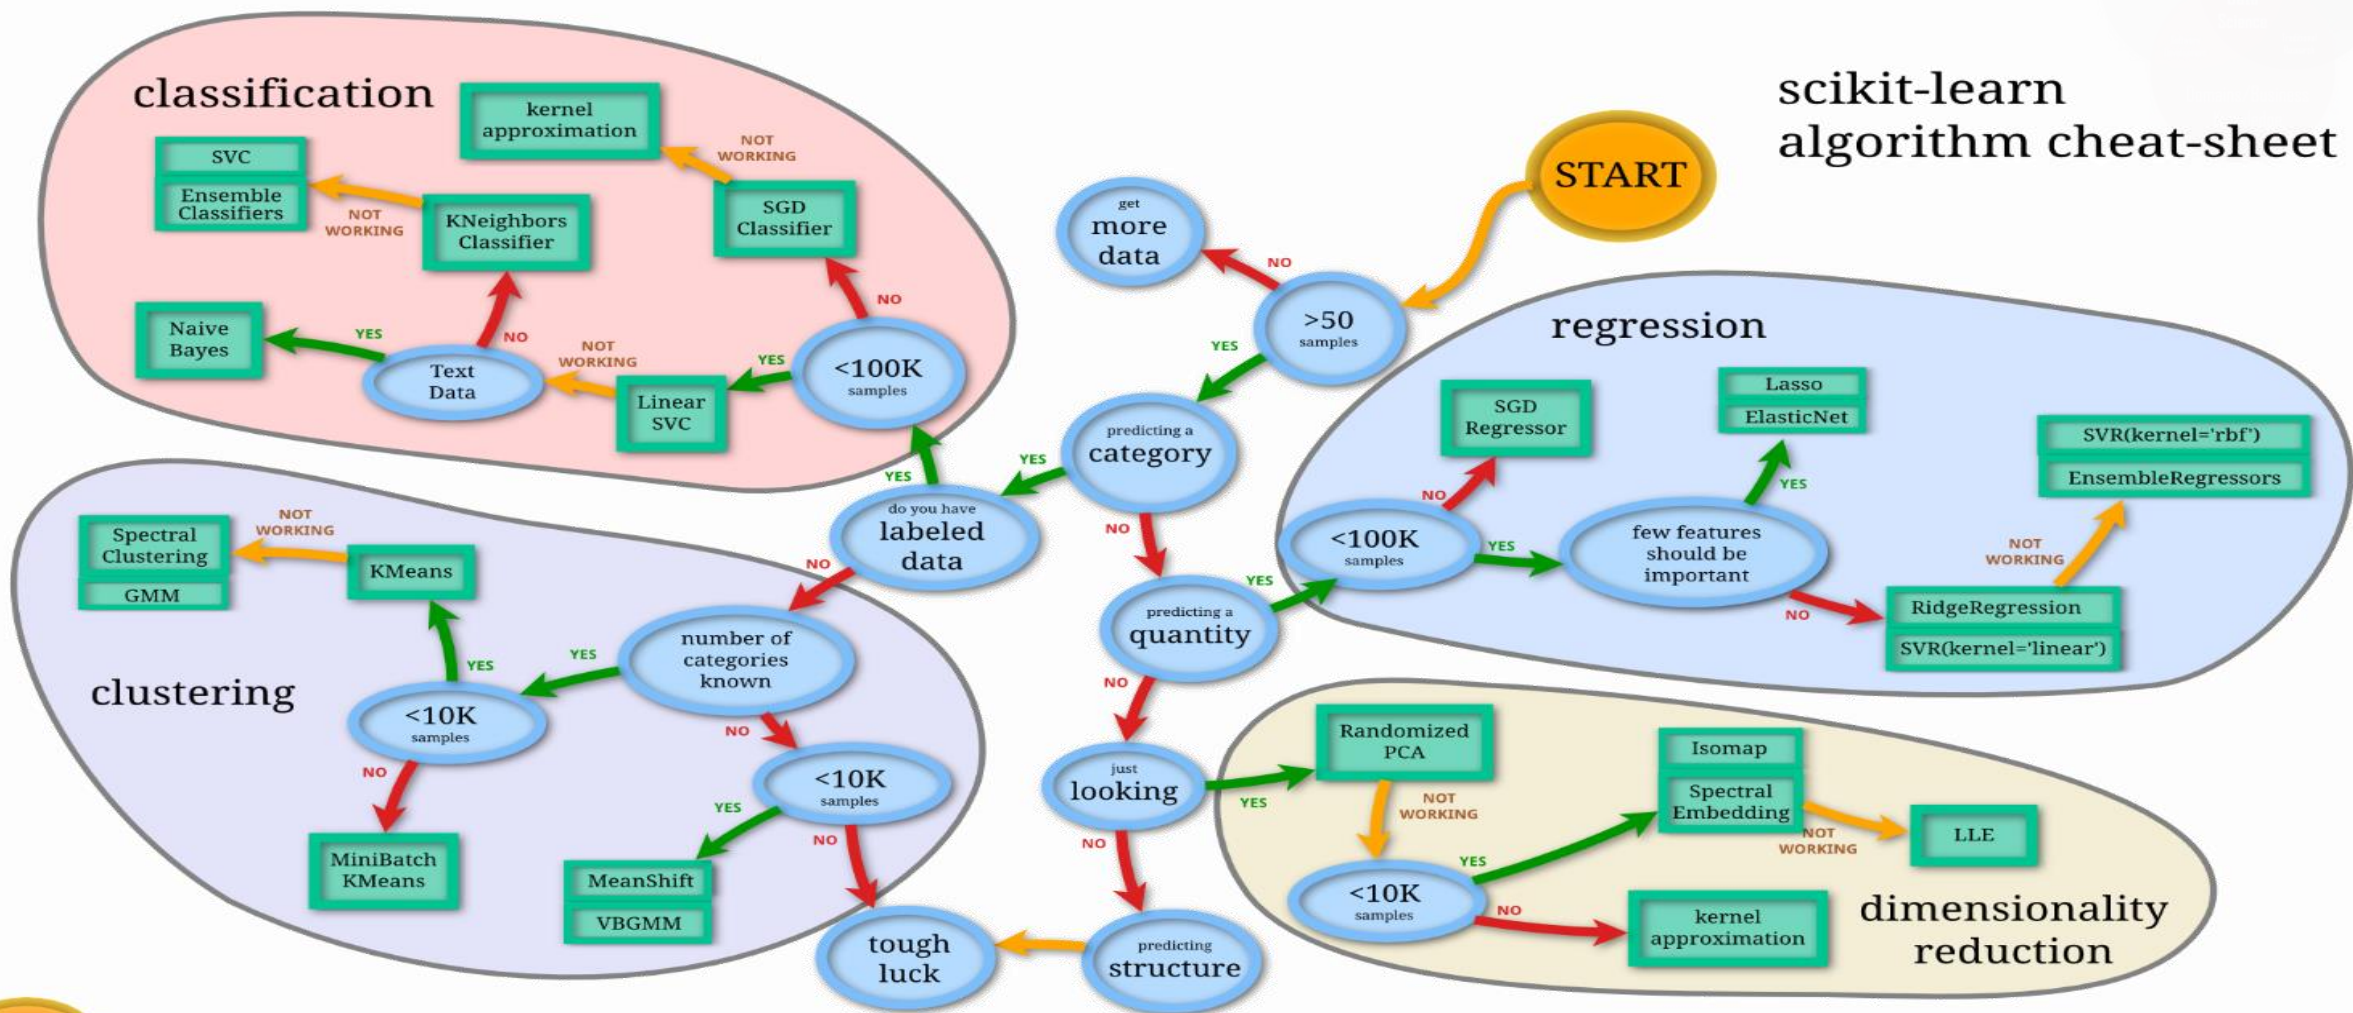 scikit-learn
algorithm cheat-sheet
START
classification
kernel
approximation
NOT
WORKING
SVC
Ensemble
Classifiers
NOT
WORKING
KNeighbors
Classifier
SGD
Classifier
NO
Naive
Bayes
YES
NO
Text
Data
NOT
WORKING
Linear
SVC
YES
<100K
samples
get
more
data
NO
>50
samples
YES
predicting a
category
YES
NO
YES
do you have
labeled
data
NO
predicting a
quantity
YES
NO
just
looking
YES
NO
predicting
structure
tough
luck
regression
SGD
Regressor
Lasso
ElasticNet
SVR(kernel='rbf')
EnsembleRegressors
NO
YES
<100K
samples
YES
few features
should be
important
NOT
WORKING
NO
RidgeRegression
SVR(kernel='linear')
clustering
Spectral
Clustering
GMM
NOT
WORKING
KMeans
YES
YES
number of
categories
known
<10K
samples
NO
NO
<10K
samples
YES
NO
MiniBatch
KMeans
MeanShift
VBGMM
Randomized
PCA
NOT
WORKING
Isomap
Spectral
Embedding
NOT
WORKING
LLE
YES
<10K
samples
NO
kernel
approximation
dimensionality
reduction